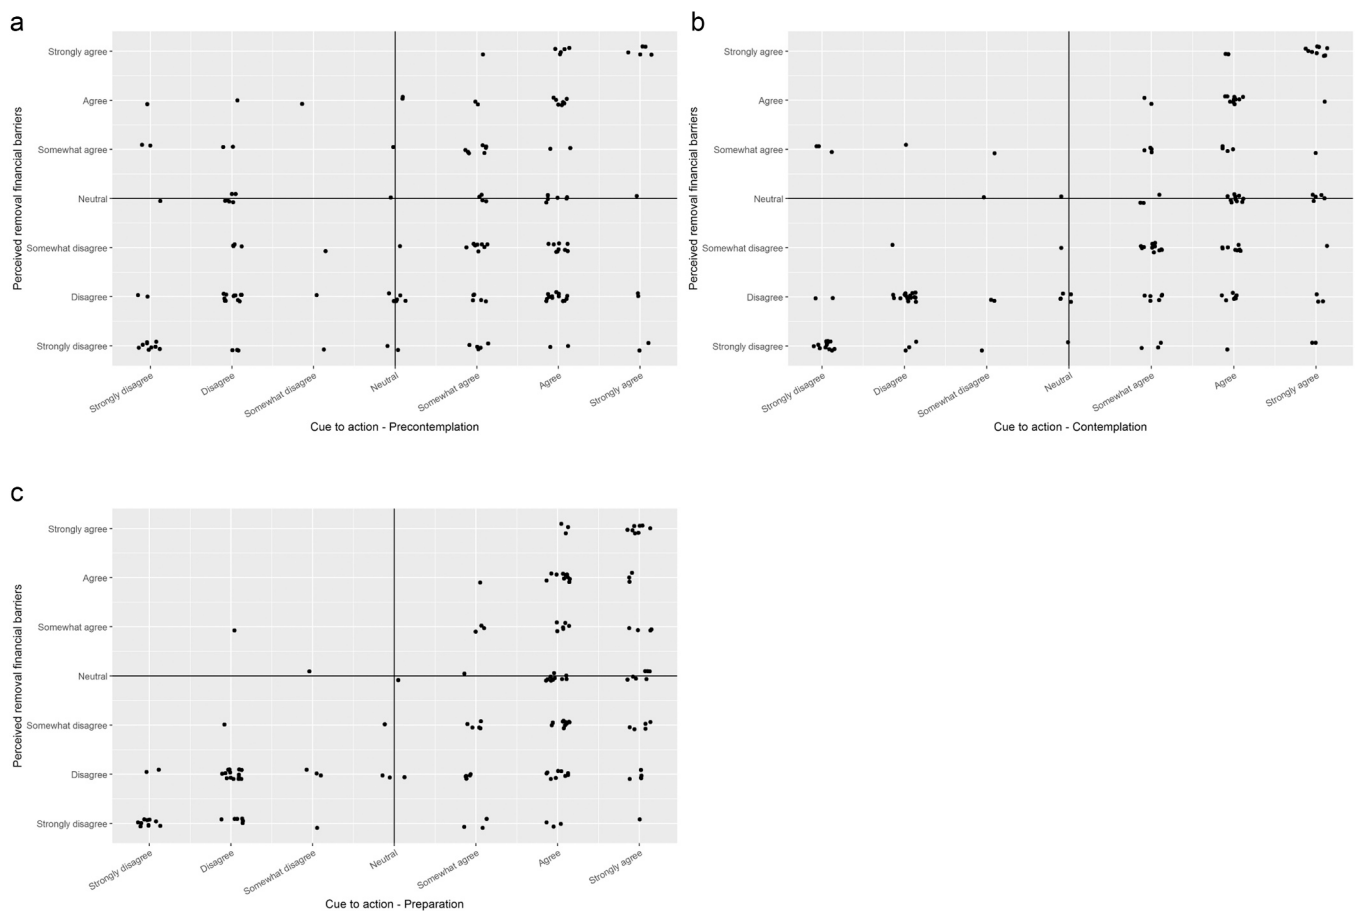 a
Perceived removal financial barriers
Strongly agree
Agree
Somewhat agree
Neutral
Somewhat disagree
Disagree
Strongly disagree
Strongly disagree
Disagree
Somewhat disagree
Neutral
Somewhat agree
Agree
Strongly agree
Cue to action - Precontemplation
b
Perceived removal financial barriers
Strongly agree
Agree
Somewhat agree
Neutral
Somewhat disagree
Disagree
Strongly disagree
Strongly disagree
Disagree
Somewhat disagree
Neutral
Somewhat agree
Agree
Strongly agree
Cue to action - Contemplation
c
Perceived removal financial barriers
Strongly agree
Agree
Somewhat agree
Neutral
Somewhat disagree
Disagree
Strongly disagree
Strongly disagree
Disagree
Somewhat disagree
Neutral
Somewhat agree
Agree
Strongly agree
Cue to action - Preparation